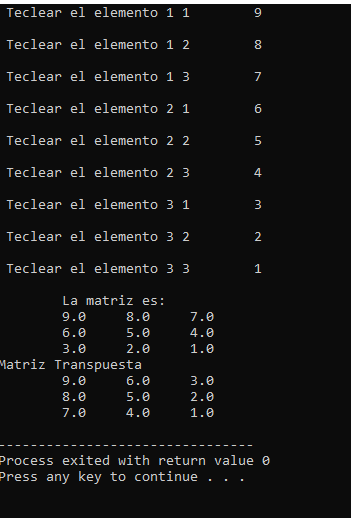 Teclear el elemento 1 1 9
Teclear el elemento 1 2 8
Teclear el elemento 1 3 7
Teclear el elemento 2 1 6
Teclear el elemento 2 2 5
Teclear el elemento 2 3 4
Teclear el elemento 3 1 3
Teclear el elemento 3 2 2
Teclear el elemento 3 3 1
La matriz es:
9.0 8.0 7.0
6.0 5.0 4.0
3.0 2.0 1.0
Matriz Transpuesta
9.0 6.0 3.0
8.0 5.0 2.0
7.0 4.0 1.0
--------------------------------
Process exited with return value 0
Press any key to continue . . .